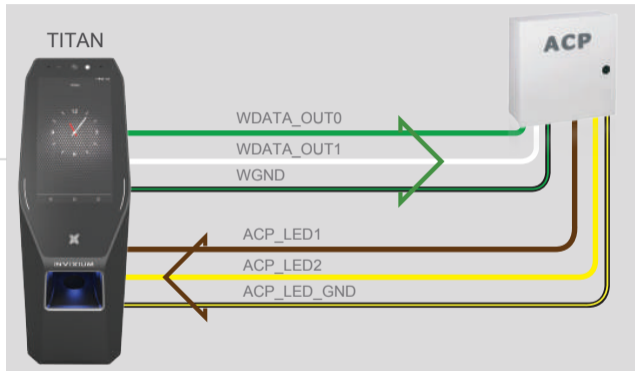 TITAN
ACP
WDATA_OUT0
WDATA_OUT1
WGND
ACP_LED1
ACP_LED2
ACP_LED_GND
INVIXIUM